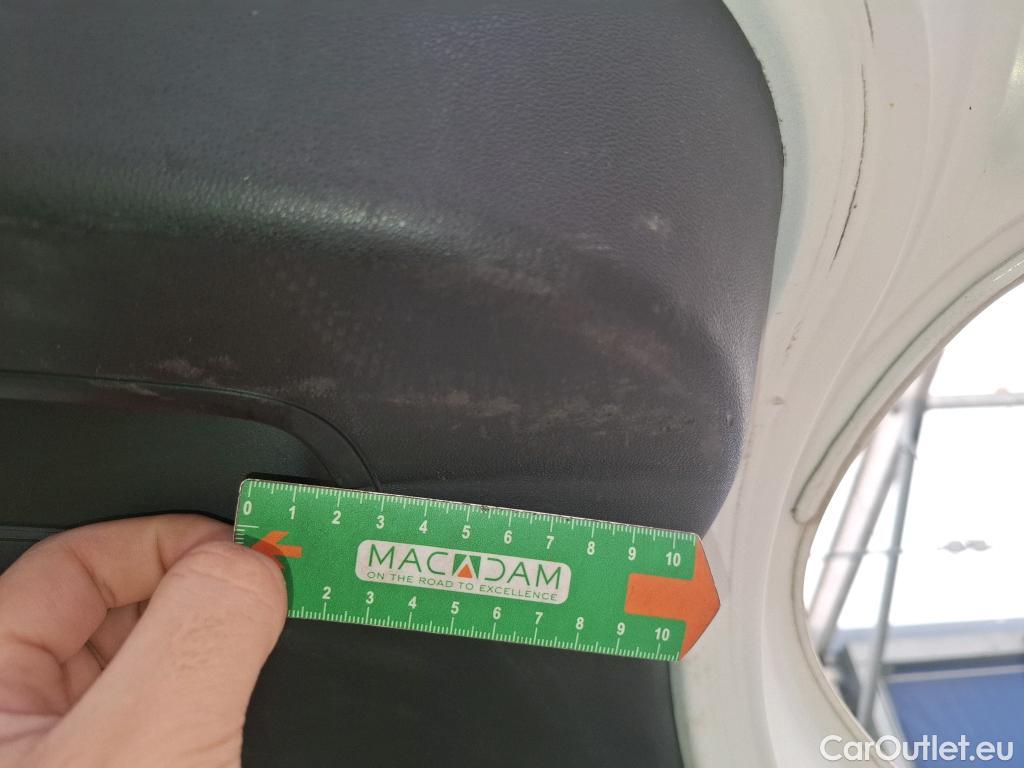 0 1 2 3 4 5 6 7 8 9 10
MACADAM
ON THE ROAD TO EXCELLENCE
2 3 4 5 6 7 8 9 10
CarOutlet.eu